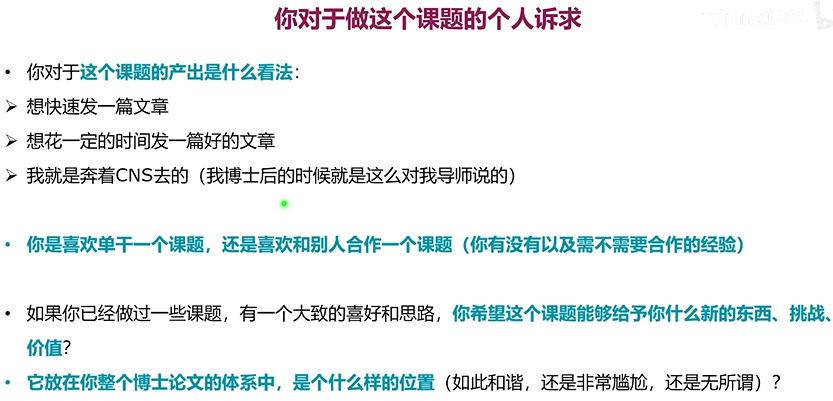 你对于做这个课题的个人诉求
• 你对于这个课题的产出是什么看法：
➢ 想快速发一篇文章
➢ 想花一定的时间发一篇好的文章
➢ 我就是奔着CNS去的（我博士后的时候就是这么对我导师说的）
• 你是喜欢单干一个课题，还是喜欢和别人合作一个课题（你有没有以及需不需要合作的经验）
• 如果你已经做过一些课题，有一个大致的喜好和思路，你希望这个课题能够给予你什么新的东西、挑战、
价值？
• 它放在你整个博士论文的体系中，是个什么样的位置（如此和谐，还是非常尴尬，还是无所谓）？